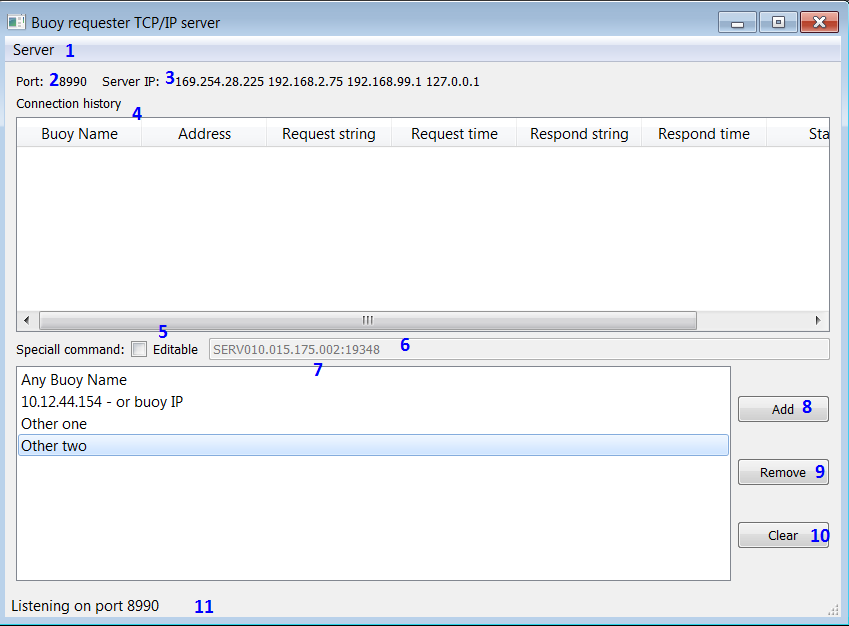 Buoy requester TCP/IP server
Server 1
Port: 2 8990 Server IP: 3 169.254.28.225 192.168.2.75 192.168.99.1 127.0.0.1
Connection history 4
Buoy Name Address Request string Request time Respond string Respond time Sta
5
Speciall command: Editable SERV010.015.175.002:19348 6
7
Any Buoy Name
10.12.44.154 - or buoy IP
Add 8
Other one
Other two
Remove 9
Clear 10
Listening on port 8990 11